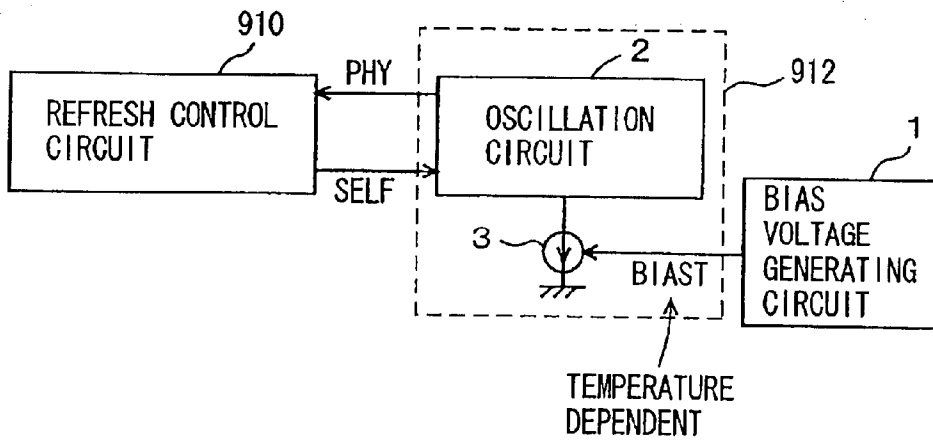 910
REFRESH CONTROL
CIRCUIT
PHY
SELF
2
OSCILLATION
CIRCUIT
912
3
BIAST
1
BIAS
VOLTAGE
GENERATING
CIRCUIT
TEMPERATURE
DEPENDENT